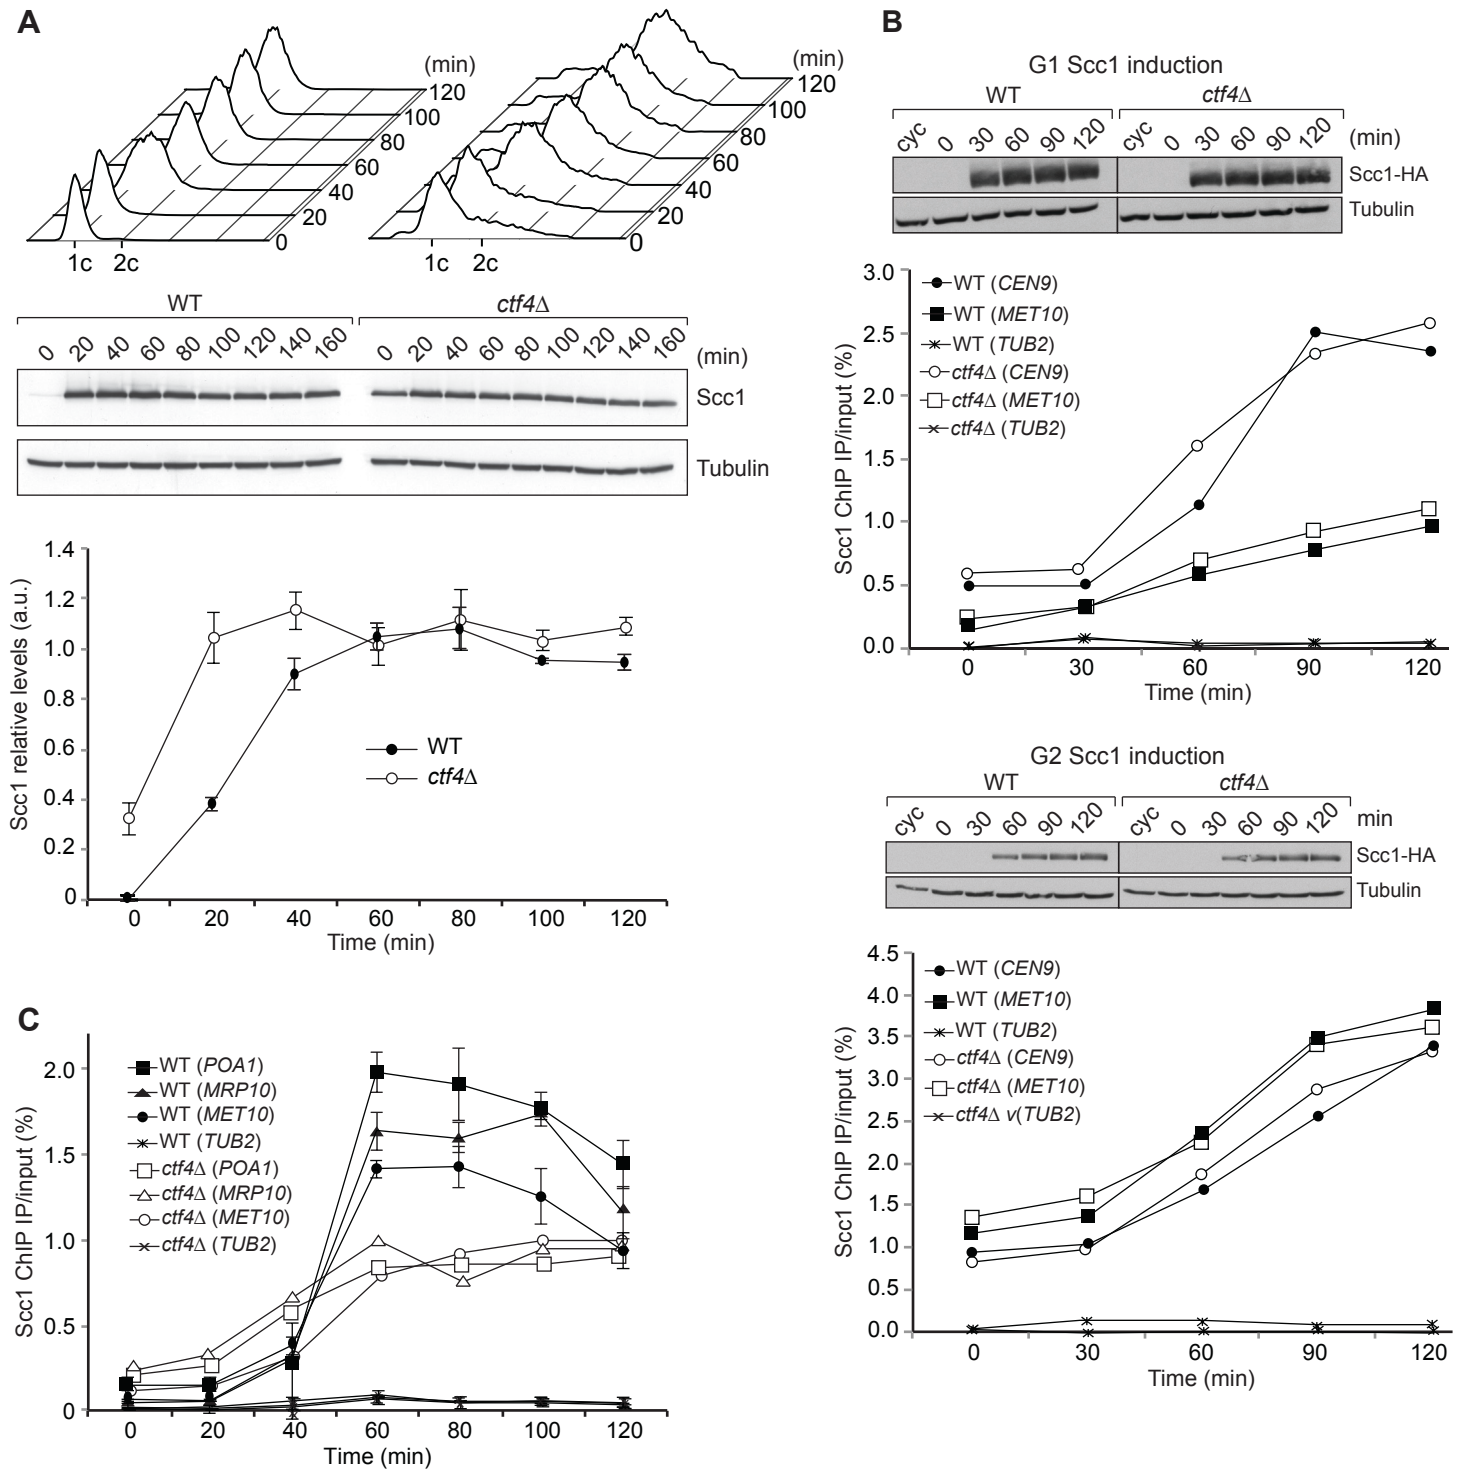 A
(min)
120
100
80
60
40
20
0
1c 2c
(min)
120
100
80
60
40
20
0
1c 2c
WT ctf4Δ
0 20 40 60 80 100 120 140 160 0 20 40 60 80 100 120 140 160 (min)
Scc1
Tubulin
1.4
1.2
1.0
0.8
0.6
0.4
0.2
0
Scc1 relative levels (a.u.)
WT
ctf4Δ
0 20 40 60 80 100 120
Time (min)
B
G1 Scc1 induction
WT ctf4Δ
cyc 0 30 60 90 120 cyc 0 30 60 90 120 (min)
Scc1-HA
Tubulin
3.0
2.5
2.0
1.5
1.0
0.5
0.0
Scc1 ChIP IP/input (%)
WT (CEN9)
WT (MET10)
WT (TUB2)
ctf4Δ (CEN9)
ctf4Δ (MET10)
ctf4Δ (TUB2)
0 30 60 90 120
Time (min)
G2 Scc1 induction
WT ctf4Δ
cyc 0 30 60 90 120 cyc 0 30 60 90 120 min
Scc1-HA
Tubulin
4.5
4.0
3.5
3.0
2.5
2.0
1.5
1.0
0.5
0.0
Scc1 ChIP IP/input (%)
WT (CEN9)
WT (MET10)
WT (TUB2)
ctf4Δ (CEN9)
ctf4Δ (MET10)
ctf4Δ v(TUB2)
0 30 60 90 120
Time (min)
C
2.0
1.5
1.0
0.5
0
Scc1 ChIP IP/input (%)
WT (POA1)
WT (MRP10)
WT (MET10)
WT (TUB2)
ctf4Δ (POA1)
ctf4Δ (MRP10)
ctf4Δ (MET10)
ctf4Δ (TUB2)
0 20 40 60 80 100 120
Time (min)